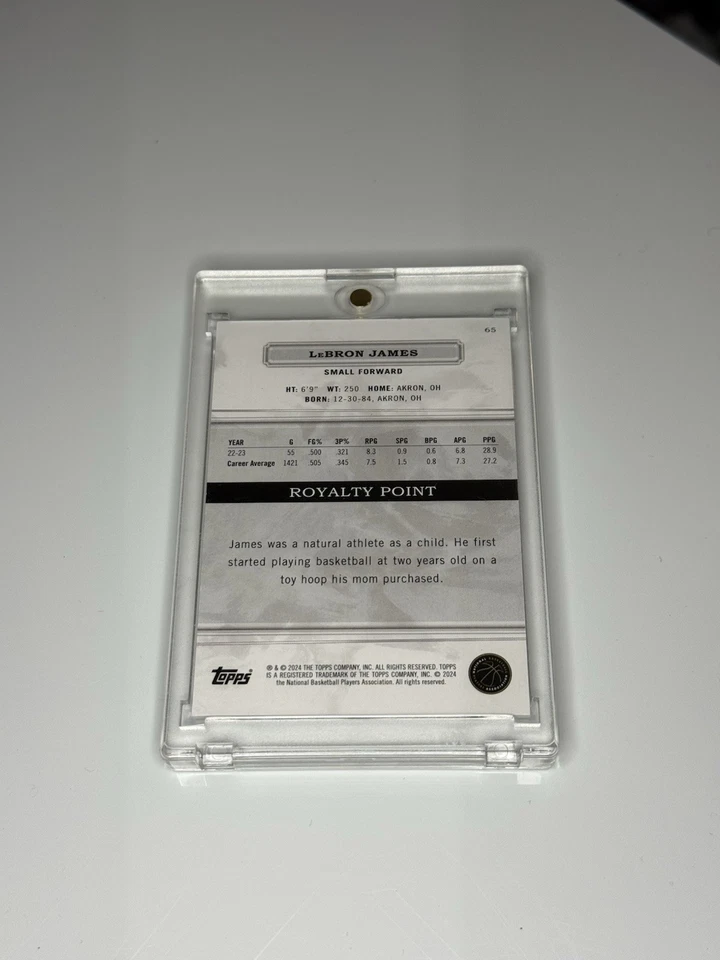 65
LeBRON JAMES
SMALL FORWARD
HT: 6'9" WT: 250 HOME: AKRON, OH
BORN: 12-30-84, AKRON, OH
YEAR G FG% 3P% RPG SPG BPG APG PPG
22-23 55 .500 .321 8.3 0.9 0.6 6.8 28.9
Career Average 1421 .505 .345 7.5 1.5 0.8 7.3 27.2
ROYALTY POINT
James was a natural athlete as a child. He first
started playing basketball at two years old on a
toy hoop his mom purchased.
Topps
® & © 2024 THE TOPPS COMPANY, INC. ALL RIGHTS RESERVED. TOPPS
IS A REGISTERED TRADEMARK OF THE TOPPS COMPANY, INC. © 2024
the National Basketball Players Association. All rights reserved.